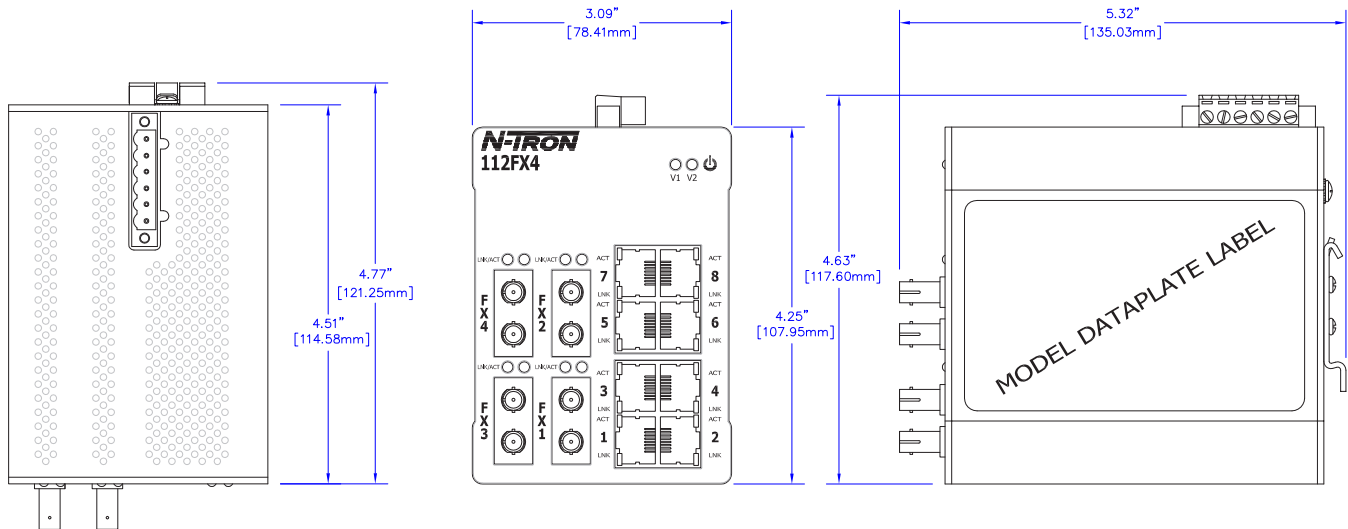 4.77"
[121.25mm]
4.51"
[114.58mm]
3.09"
[78.41mm]
N-TRON
112FX4
V1 V2
LNK/ACT
LNK/ACT
FX4
FX2
ACT
7
LNK
ACT
8
LNK
ACT
5
LNK
ACT
6
LNK
LNK/ACT
LNK/ACT
FX3
FX1
ACT
3
LNK
ACT
4
LNK
ACT
1
LNK
ACT
2
LNK
4.25"
[107.95mm]
5.32"
[135.03mm]
4.63"
[117.60mm]
MODEL DATAPLATE LABEL